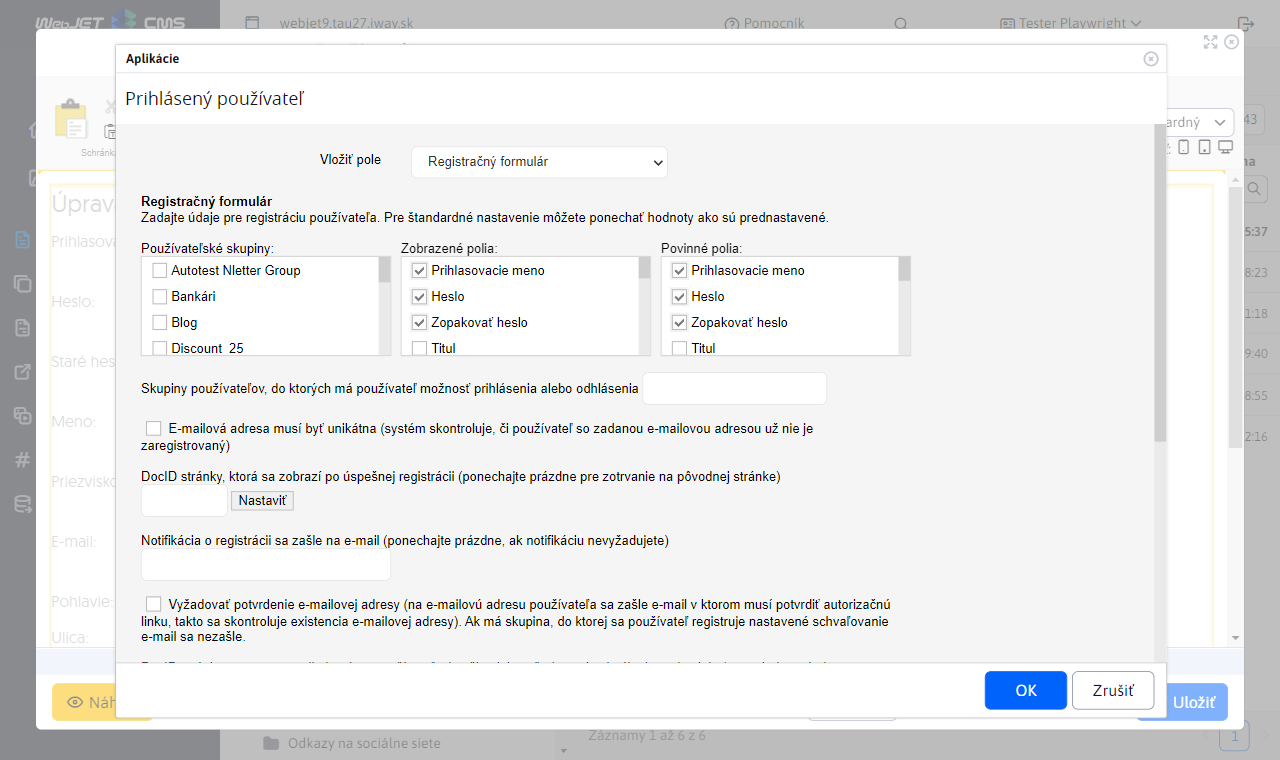 WebJET CMS
webjet9.tau27.iway.sk
Pomocník
Tester Playwright
Aplikácie
Prihlásený používateľ
Vložiť pole
Registračný formulár
Registračný formulár
Zadajte údaje pre registráciu používateľa. Pre štandardné nastavenie môžete ponechať hodnoty ako sú prednastavené.
Používateľské skupiny:
Autotest Nletter Group
Bankári
Blog
Discount_25
Zobrazené polia:
Prihlasovacie meno
Heslo
Zopakovať heslo
Titul
Povinné polia:
Prihlasovacie meno
Heslo
Zopakovať heslo
Titul
Skupiny používateľov, do ktorých má používateľ možnosť prihlásenia alebo odhlásenia
E-mailová adresa musí byť unikátna (systém skontroluje, či používateľ so zadanou e-mailovou adresou už nie je
zaregistrovaný)
DocID stránky, ktorá sa zobrazí po úspešnej registrácii (ponechajte prázdne pre zotrvanie na pôvodnej stránke)
Nastaviť
Notifikácia o registrácii sa zašle na e-mail (ponechajte prázdne, ak notifikáciu nevyžadujete)
Vyžadovať potvrdenie e-mailovej adresy (na e-mailovú adresu používateľa sa zašle e-mail v ktorom musí potvrdiť autorizačnú
linku, takto sa skontroluje existencia e-mailovej adresy). Ak má skupina, do ktorej sa používateľ registruje nastavené schvaľovanie
e-mail sa nezašle.
OK
Zrušiť
Schránka
Úprav
Prihlasova
Heslo:
Staré hes
Meno:
Priezvisko
E-mail:
Pohlavie:
Ulica:
ardný
43
na
5:37
8:23
1:18
9:40
8:55
2:16
Náh
Uložiť
Odkazy na sociálne siete
Záznamy 1 až 6 z 6
1